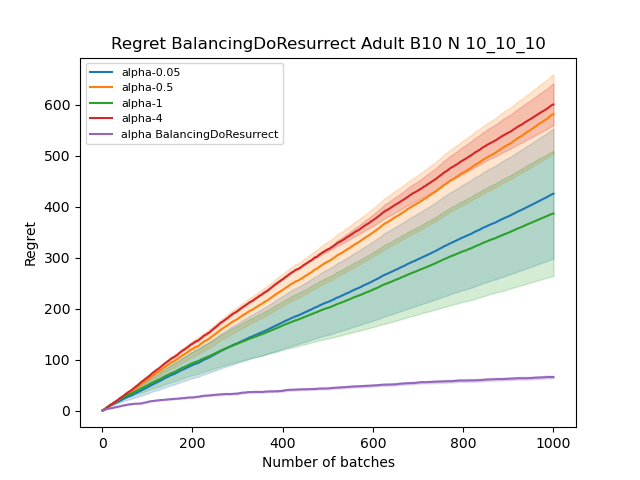 Regret BalancingDoResurrect Adult B10 N 10_10_10
alpha-0.05
alpha-0.5
alpha-1
alpha-4
alpha BalancingDoResurrect
Regret
600
500
400
300
200
100
0
0 200 400 600 800 1000
Number of batches